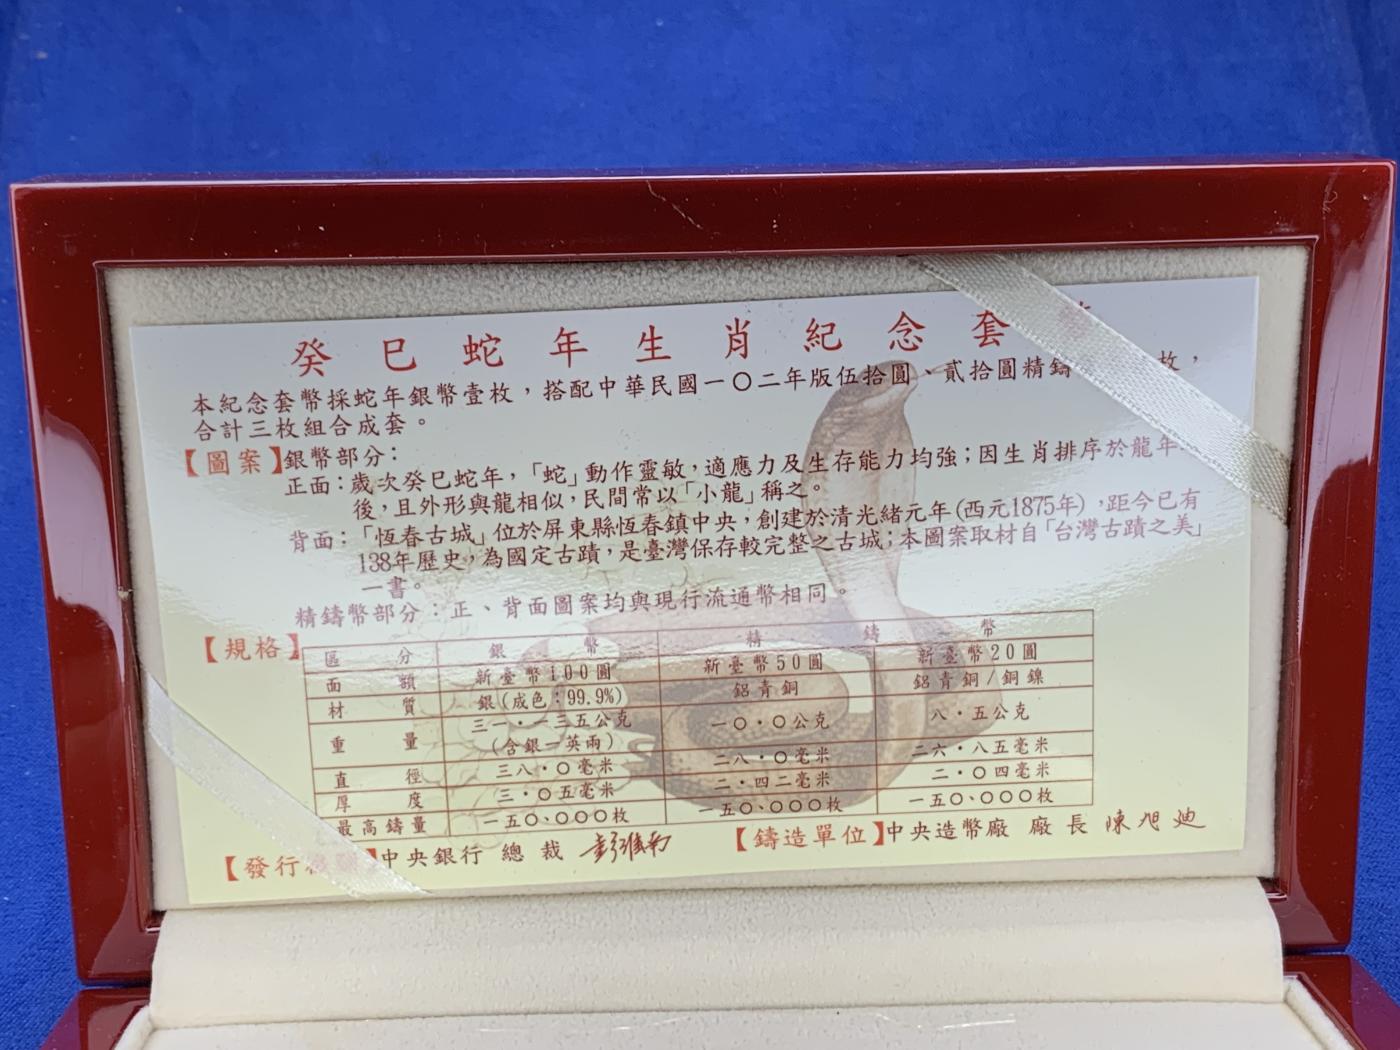 癸巳蛇年生肖紀念套
本紀念套幣採蛇年銀幣壹枚，搭配中華民國一〇二年版伍拾圓、貳拾圓精鑄 枚，
合計三枚組合成套。
【圖案】銀幣部分：
正面：歲次癸巳蛇年，「蛇」動作靈敏，適應力及生存能力均強；因生肖排序於龍年
後，且外形與龍相似，民間常以「小龍」稱之。
背面：「恆春古城」位於屏東縣恆春鎮中央，創建於清光緒元年(西元1875年)，距今已有
138年歷史，為國定古蹟，是臺灣保存較完整之古城；本圖案取材自「台灣古蹟之美」
一書。
精鑄幣部分：正、背面圖案均與現行流通幣相同。
【規格】
區分 銀幣 精鑄幣
面額 新臺幣100圓 新臺幣50圓 新臺幣20圓
材質 銀(成色：99.9%) 鋁青銅 鋁青銅/銅鎳
重量 三一．一三五公克 一〇．〇公克 八．五公克
(含銀一英兩)
直徑 三八．〇毫米 二八．〇毫米 二六．八五毫米
厚度 三．〇五毫米 二．四二毫米 二．〇四毫米
最高鑄量 一五〇、〇〇〇枚 一五〇、〇〇〇枚 一五〇、〇〇〇枚
【發行 】中央銀行 總裁 彭淮南 【鑄造單位】中央造幣廠 廠長 陳旭迪